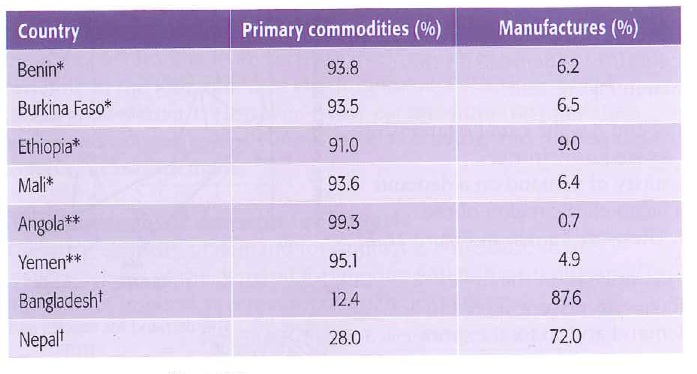 Country Primary commodities (%) Manufactures (%)
Benin* 93.8 6.2
Burkina Faso* 93.5 6.5
Ethiopia* 91.0 9.0
Mali* 93.6 6.4
Angola** 99.3 0.7
Yemen** 95.1 4.9
Bangladesh† 12.4 87.6
Nepal† 28.0 72.0